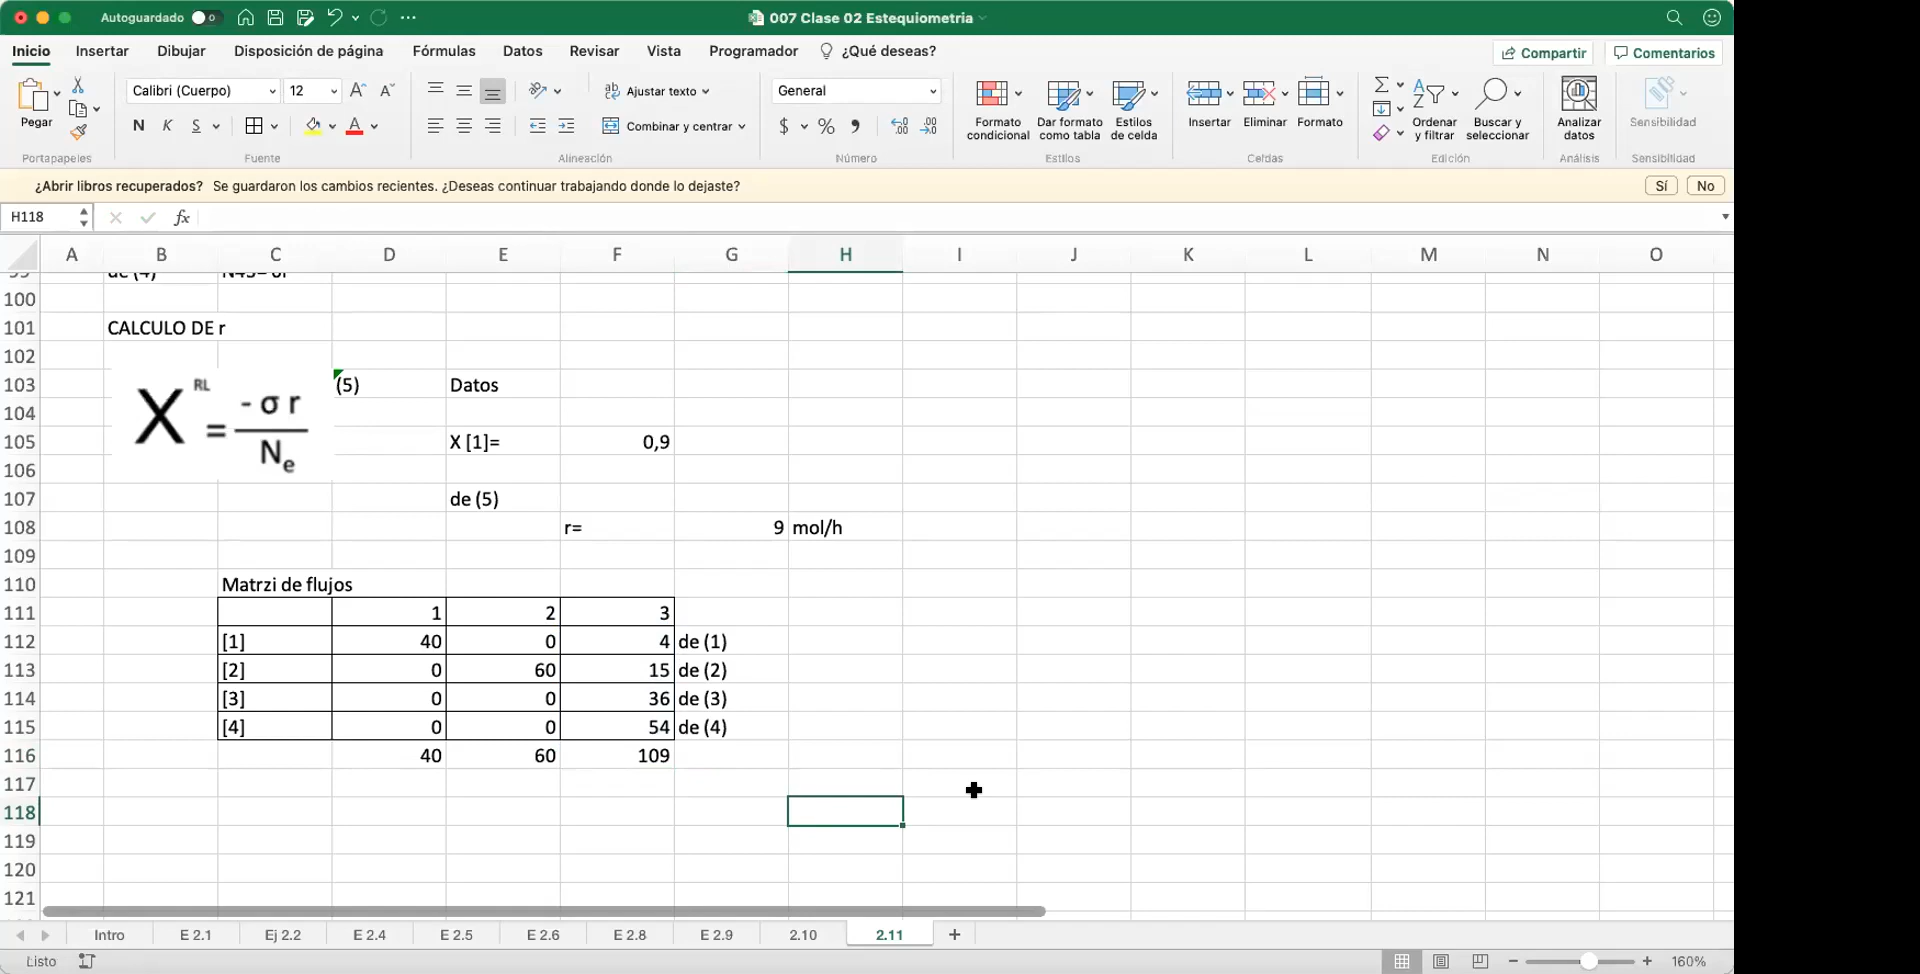 Autoguardado
007 Clase 02 Estequiometria
Inicio Insertar Dibujar Disposición de página Fórmulas Datos Revisar Vista Programador ¿Qué deseas? Compartir Comentarios
Pegar
Calibri (Cuerpo) 12
N K S
Ajustar texto
Combinar y centrar
General
$ %
Formato condicional
Dar formato como tabla
Estilos de celda
Insertar
Eliminar
Formato
Ordenar y filtrar
Buscar y seleccionar
Analizar datos
Sensibilidad
Portapapeles Fuente Alineación Número Estilos Celdas Edición Análisis Sensibilidad
¿Abrir libros recuperados? Se guardaron los cambios recientes. ¿Deseas continuar trabajando donde lo dejaste? Sí No
H118 fx
A B C D E F G H I J K L M N O
99 de (4) N43= σr
100
101 CALCULO DE r
102
103 (5) Datos
X RL = - σ r / Ne
104
105 X [1]= 0,9
106
107 de (5)
108 r= 9 mol/h
109
110 Matrzi de flujos
111 1 2 3
112 [1] 40 0 4 de (1)
113 [2] 0 60 15 de (2)
114 [3] 0 0 36 de (3)
115 [4] 0 0 54 de (4)
116 40 60 109
117
118
119
120
121
Intro E 2.1 Ej 2.2 E 2.4 E 2.5 E 2.6 E 2.8 E 2.9 2.10 2.11 +
Listo 160%